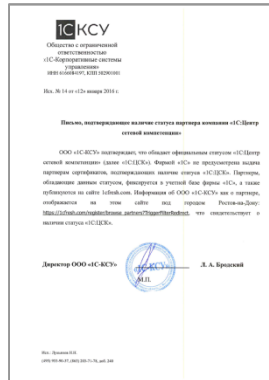 1С КСУ
Общество с ограниченной
ответственностью
«1С-Корпоративные системы
управления»
Исх. № 14 от «12» января 2016 г.
Письмо, подтверждающее наличие статуса партнера компании «1С:Центр
сетевой компетенции»
ООО «1С-КСУ» подтверждает, что обладает официальным статусом «1С:Центр
сетевой компетенции» (далее «1С:ЦСК»). Фирмой «1С» не предусмотрена выдача
партнерам сертификатов, подтверждающих наличие статуса «1С:ЦСК». Партнеры,
обладающие данным статусом, фиксируется в учетной базе фирмы «1С», а также
публикуются на сайте 1cfresh.com. Информация об ООО «1С-КСУ» как о партнере,
отображается на этом сайте под городом Ростов-на-Дону:
что свидетельствует о
наличии статуса «1С:ЦСК».
Директор ООО «1С-КСУ»
Л. А. Бродский
М.П.